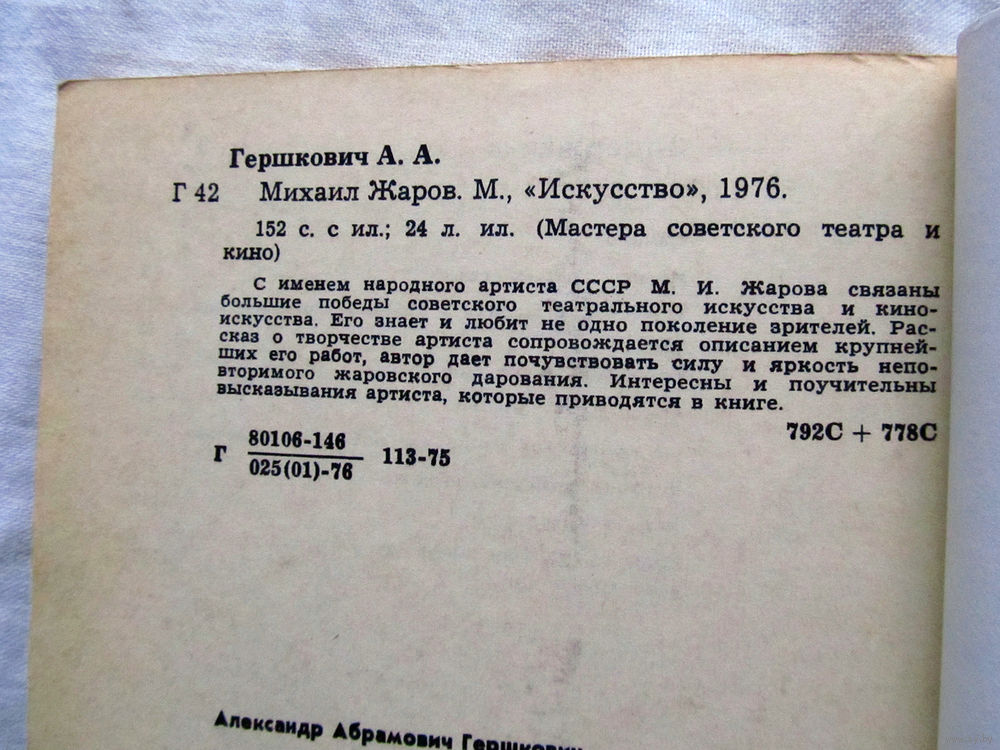 Гершкович А. А.
Г 42 Михаил Жаров. М., «Искусство», 1976.
152 с. с ил.; 24 л. ил. (Мастера советского театра и
кино)
С именем народного артиста СССР М. И. Жарова связаны
большие победы советского театрального искусства и кино-
искусства. Его знает и любит не одно поколение зрителей. Рас-
сказ о творчестве артиста сопровождается описанием крупней-
ших его работ, автор дает почувствовать силу и яркость непо-
вторимого жаровского дарования. Интересны и поучительны
высказывания артиста, которые приводятся в книге.
792С + 778С
Г 80106-146
025(01)-76 113-75
Александр Абрамович Гершкович